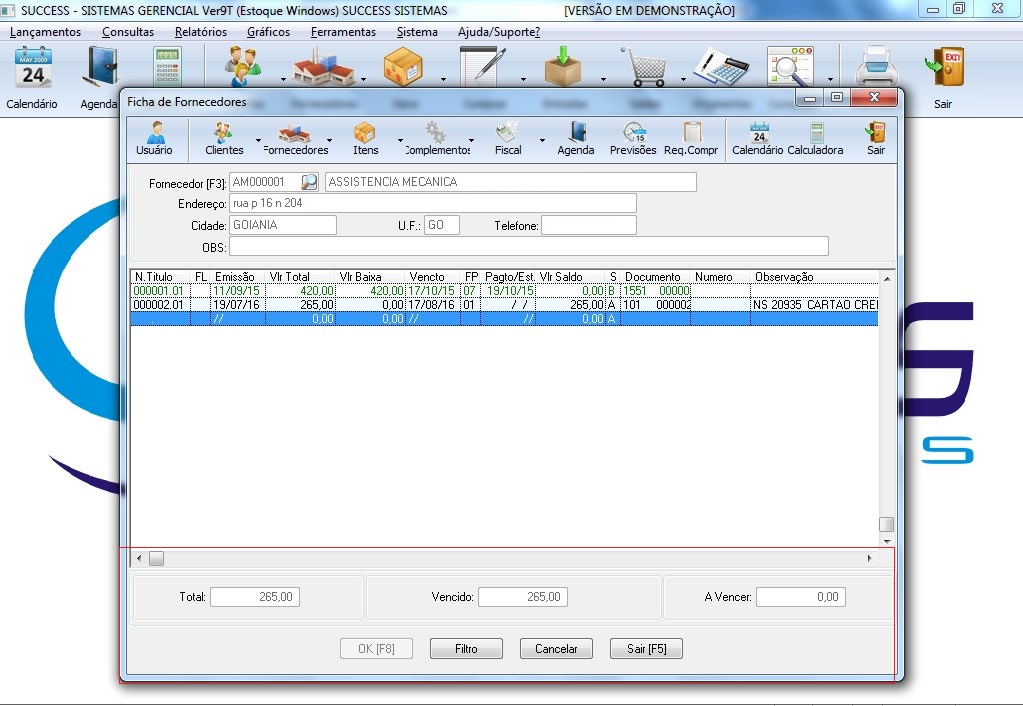 SUCCESS - SISTEMAS GERENCIAL Ver9T (Estoque Windows) SUCCESS SISTEMAS [VERSÃO EM DEMONSTRAÇÃO]
Lançamentos Consultas Relatórios Gráficos Ferramentas Sistema Ajuda/Suporte?
MAY 2009
24
EXIT
Calendário Agenda Sair
Ficha de Fornecedores
Usuário Clientes Fornecedores Itens Complementos Fiscal Agenda Previsões Req.Compr Calendário Calculadora Sair
Fornecedor [F3]: AM000001 ASSISTENCIA MECANICA
Endereço: rua p 16 n 204
Cidade: GOIANIA U.F.: GO Telefone:
OBS:
N.Titulo FL Emissão Vlr Total Vlr Baixa Vencto FP Pagto/Est. Vlr Saldo S Documento Numero Observação
000001.01 11/09/15 420,00 420,00 17/10/15 07 19/10/15 0,00 B 1551 00000
000002.01 19/07/16 265,00 0,00 17/08/16 01 / / 265,00 A 101 000002 NS 20935 CARTAO CREI
. // 0,00 0,00 // // 0,00 A
Total: 265,00 Vencido: 265,00 A Vencer: 0,00
OK [F8] Filtro Cancelar Sair [F5]